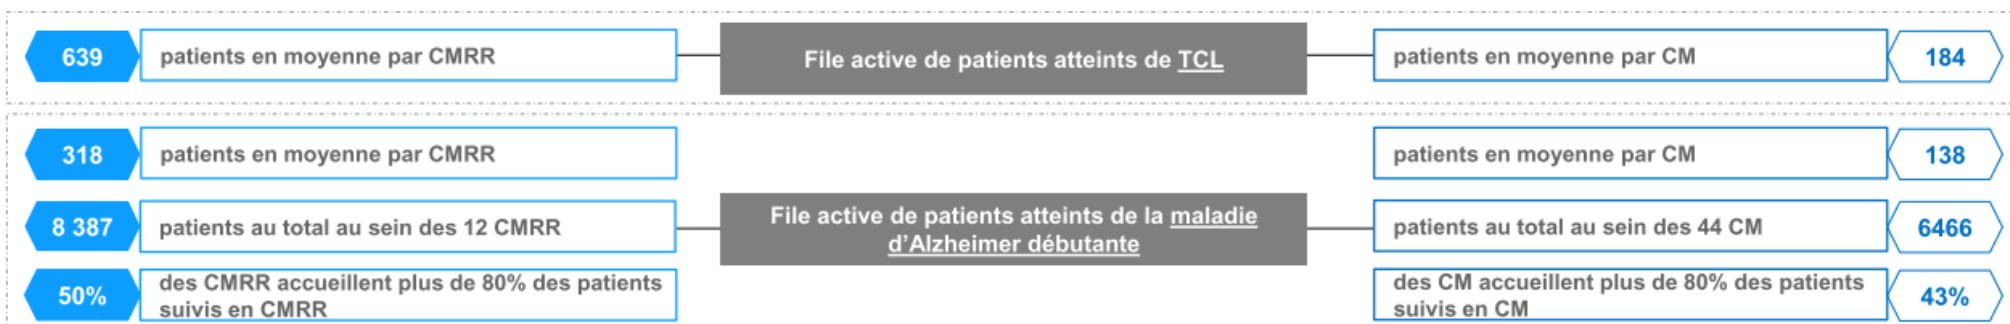 639
patients en moyenne par CMRR
File active de patients atteints de TCL
patients en moyenne par CM
184
318
patients en moyenne par CMRR
patients en moyenne par CM
138
8 387
patients au total au sein des 12 CMRR
File active de patients atteints de la maladie
d'Alzheimer débutante
patients au total au sein des 44 CM
6466
50%
des CMRR accueillent plus de 80% des patients
suivis en CMRR
des CM accueillent plus de 80% des patients
suivis en CM
43%